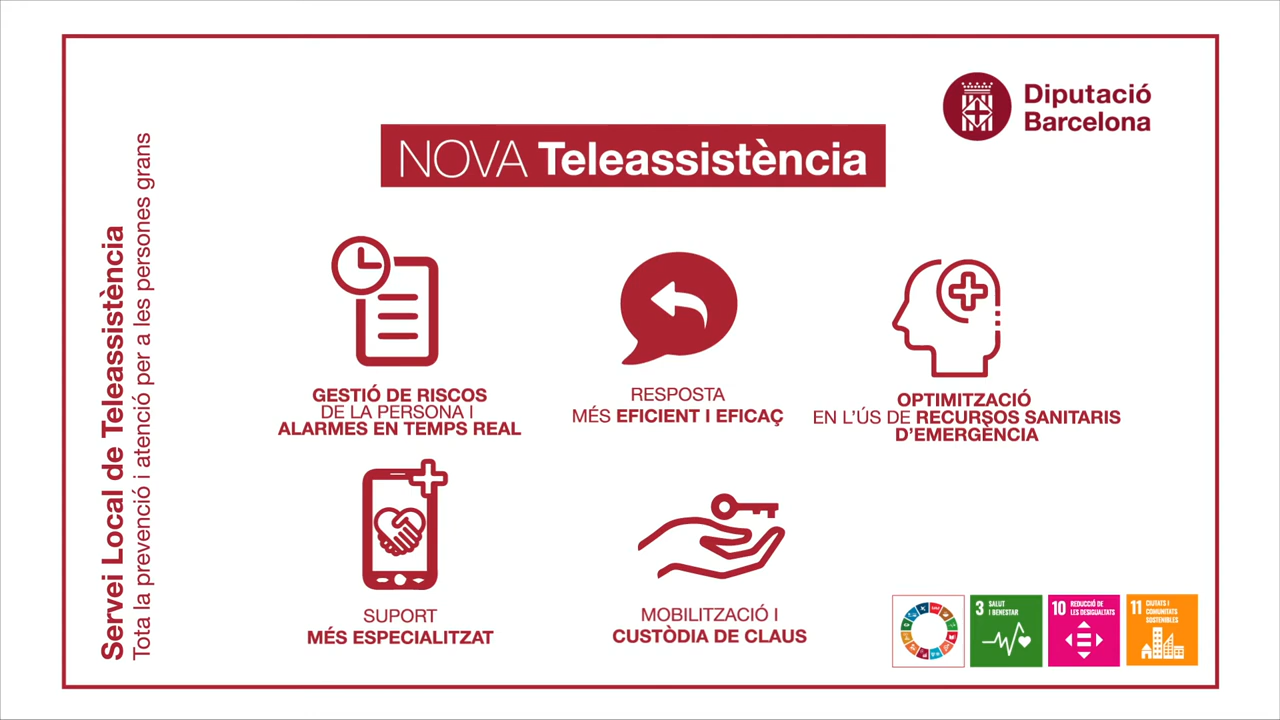 Diputació
Barcelona
NOVA Teleassistència
Servei Local de Teleassistència
Tota la prevenció i atenció per a les persones grans
GESTIÓ DE RISCOS
DE LA PERSONA I
ALARMES EN TEMPS REAL
RESPOSTA
MÉS EFICIENT I EFICAÇ
OPTIMITZACIÓ
EN L'ÚS DE RECURSOS SANITARIS
D'EMERGÈNCIA
SUPORT
MÉS ESPECIALITZAT
MOBILITZACIÓ I
CUSTÒDIA DE CLAUS
3 SALUT
I BENESTAR
10 REDUCCIÓ DE
LES DESIGUALTATS
11 CIUTATS I
COMUNITATS
SOSTENIBLES